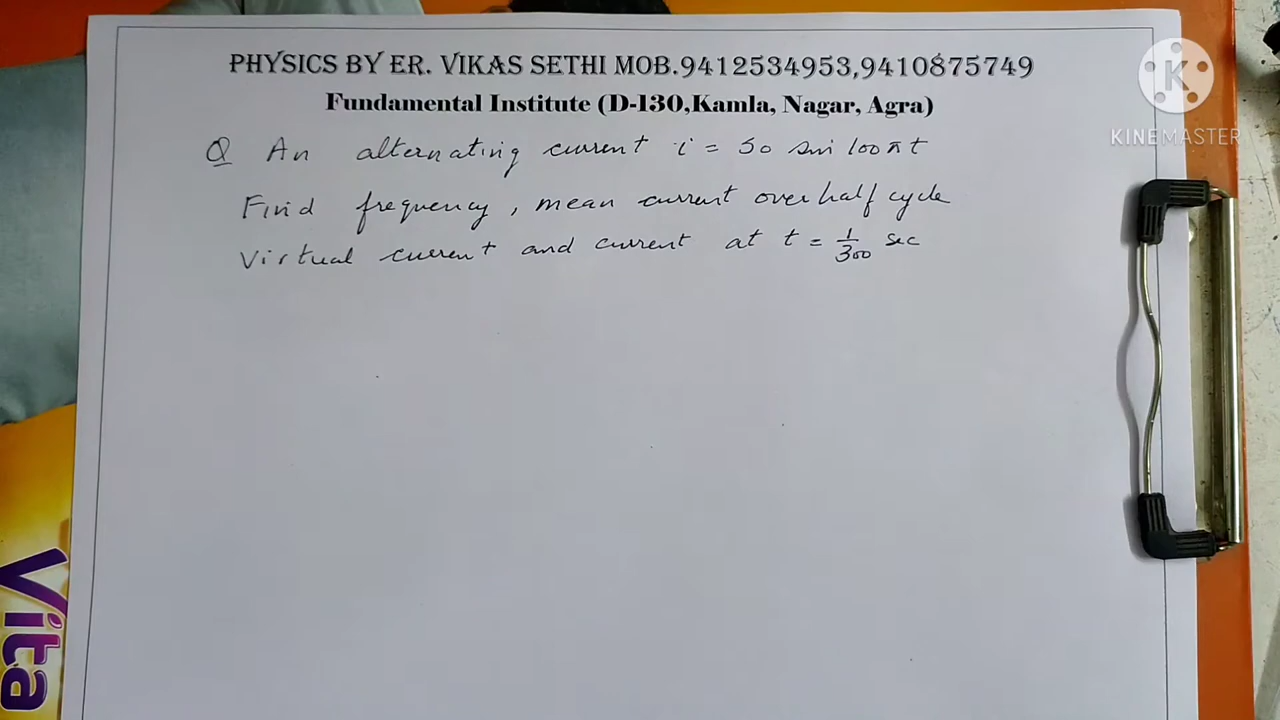 PHYSICS BY ER. VIKAS SETHI MOB.9412534953,9410875749
Fundamental Institute (D-130,Kamla, Nagar, Agra)
Q An alternating current i = 50 sin 100πt
Find frequency, mean current over half cycle
Virtual current and current at t = 1/300 sec
K
KINEMASTER
Vita